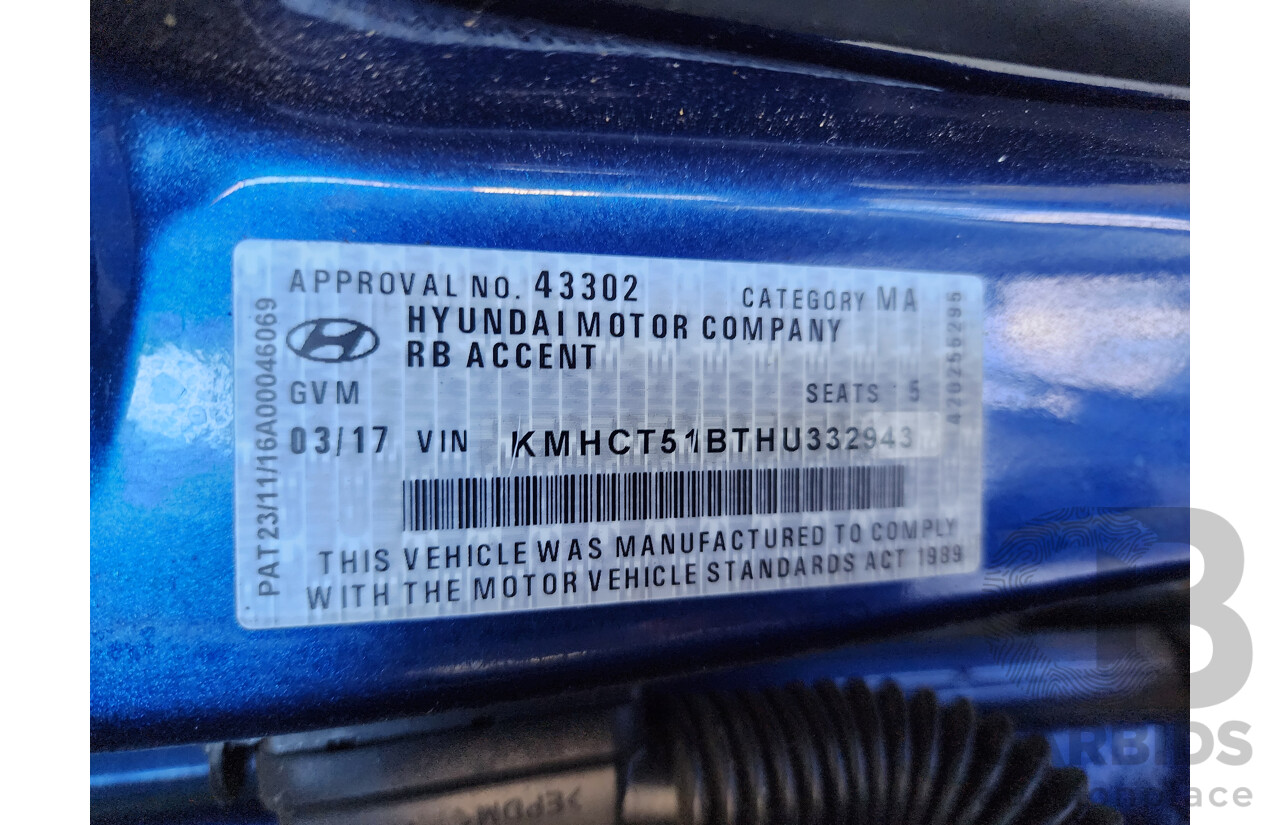 APPROVAL NO. 43302 CATEGORY MA
HYUNDAI MOTOR COMPANY
RB ACCENT
GVM SEATS 5
03/17 VIN KMHCT51BTHU332943
THIS VEHICLE WAS MANUFACTURED TO COMPLY
WITH THE MOTOR VEHICLE STANDARDS ACT 1989
PAT23/11/16A00046069
>EPDM<